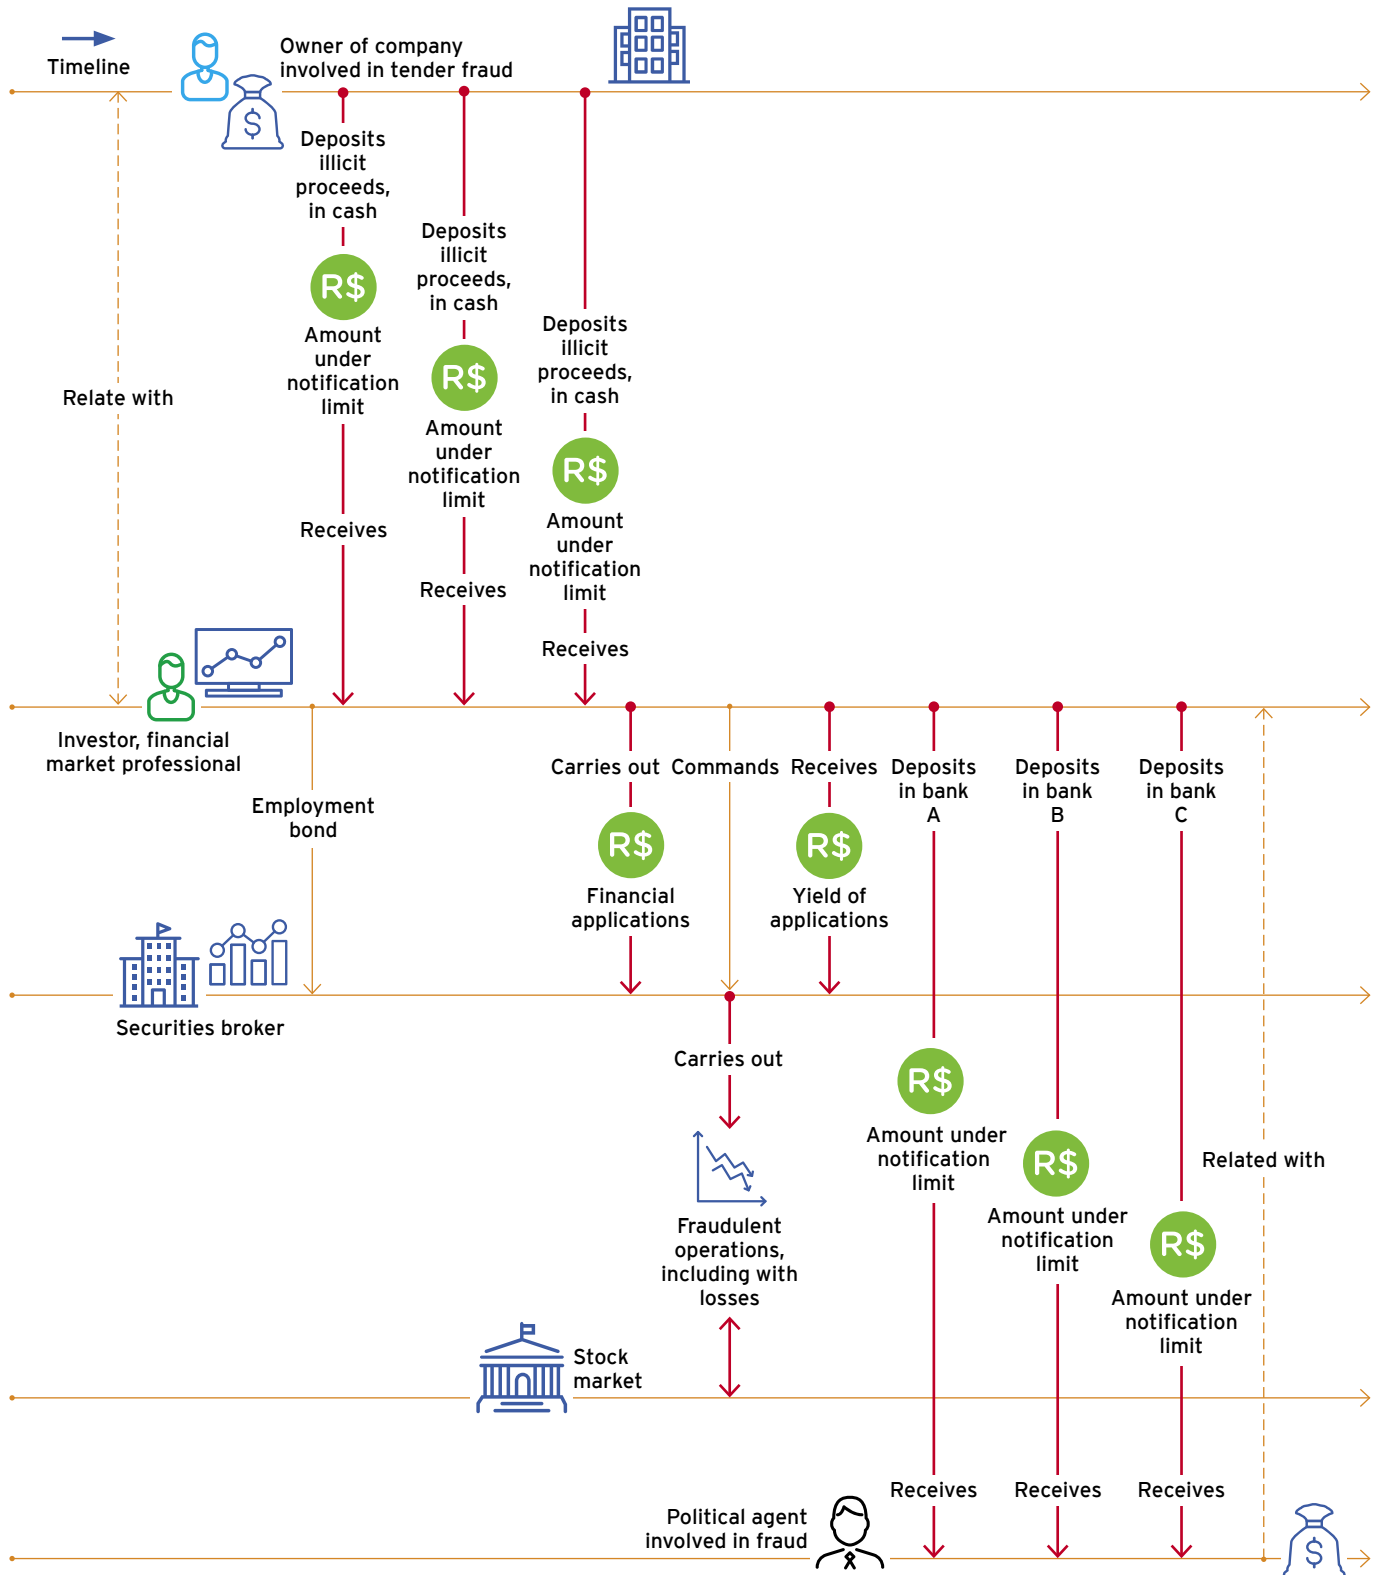 Timeline
Owner of company
involved in tender fraud
$
Deposits
illicit
proceeds,
in cash
R$
Amount
under
notification
limit
Receives
Deposits
illicit
proceeds,
in cash
R$
Amount
under
notification
limit
Receives
Deposits
illicit
proceeds,
in cash
R$
Amount
under
notification
limit
Receives
Relate with
Investor, financial
market professional
Employment
bond
Carries out
R$
Financial
applications
Commands
Receives
R$
Yield of
applications
Deposits
in bank
A
Deposits
in bank
B
Deposits
in bank
C
Securities broker
Carries out
Fraudulent
operations,
including with
losses
R$
Amount under
notification
limit
R$
Amount under
notification
limit
R$
Amount under
notification
limit
Related with
Stock
market
Receives
Receives
Receives
Political agent
involved in fraud
$